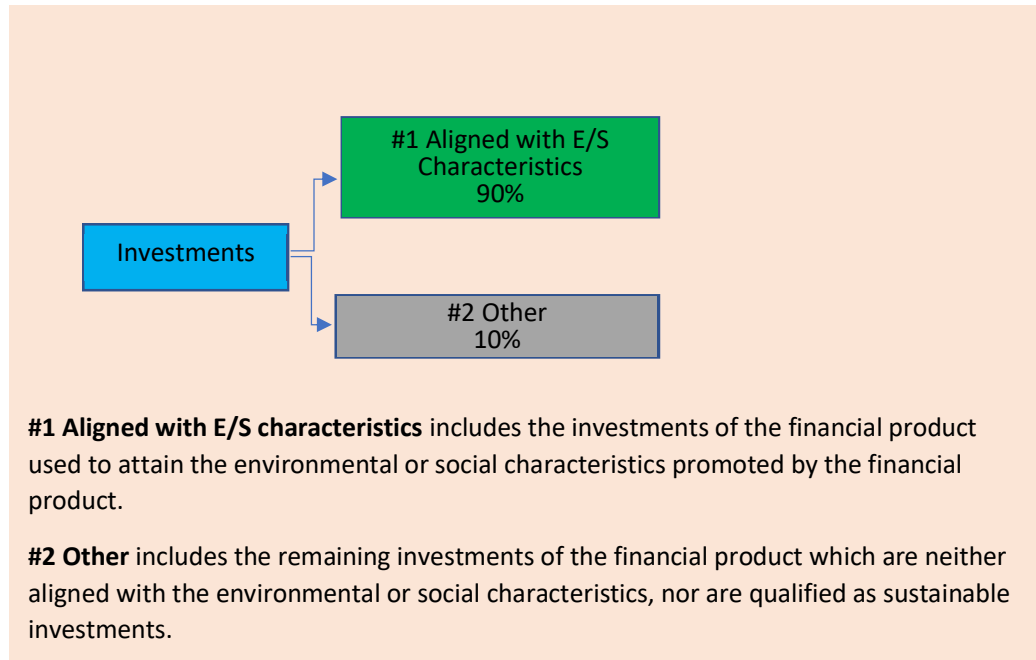 #1 Aligned with E/S
Characteristics
90%
Investments
#2 Other
10%
#1 Aligned with E/S characteristics includes the investments of the financial product
used to attain the environmental or social characteristics promoted by the financial
product.
#2 Other includes the remaining investments of the financial product which are neither
aligned with the environmental or social characteristics, nor are qualified as sustainable
investments.